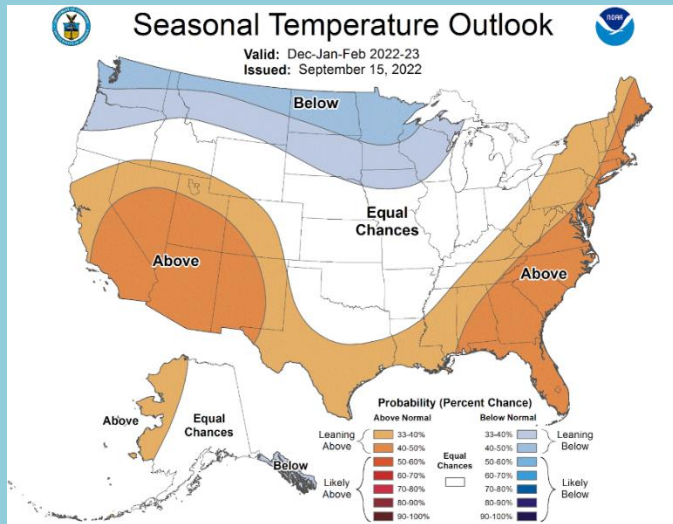 Seasonal Temperature Outlook
NOAA
Valid: Dec-Jan-Feb 2022-23
Issued: September 15, 2022
Below
Equal
Chances
Above
Above
Above
Equal
Chances
Below
Probability (Percent Chance)
Above Normal
Below Normal
Leaning
Above
33-40%
40-50%
Likely
Above
50-60%
60-70%
70-80%
80-90%
90-100%
Equal
Chances
33-40%
40-50%
Leaning
Below
50-60%
60-70%
70-80%
80-90%
90-100%
Likely
Below